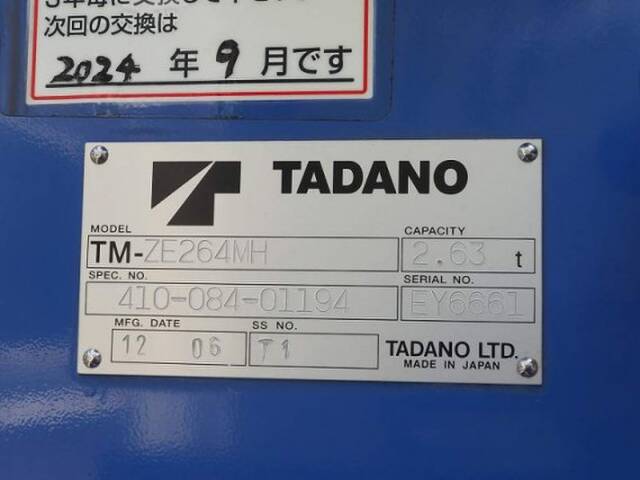 次回の交換は
2024 年 9 月です
TADANO
MODEL
TM-ZE264MH
CAPACITY
2.63 t
SPEC. NO.
410-084-01194
SERIAL NO.
EY6661
MFG. DATE
12 06
SS NO.
T1
TADANO LTD.
MADE IN JAPAN